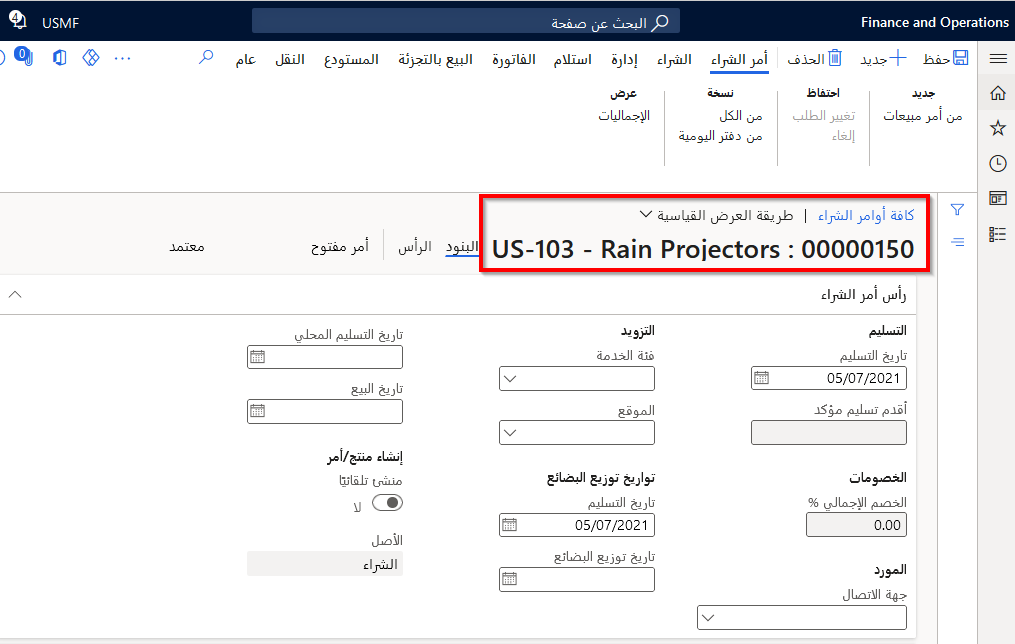 Finance and Operations
البحث عن صفحة
USMF
4
حفظ
جديد
الحذف
أمر الشراء
الشراء
إدارة
استلام
الفاتورة
البيع بالتجزئة
المستودع
النقل
عام
0
جديد
من أمر مبيعات
احتفاظ
تغيير الطلب
إلغاء
نسخة
من الكل
من دفتر اليومية
عرض
الإجماليات
كافة أوامر الشراء | طريقة العرض القياسية
US-103 - Rain Projectors : 00000150
البنود
الرأس
أمر مفتوح
معتمد
رأس أمر الشراء
التسليم
تاريخ التسليم
05/07/2021
أقدم تسليم مؤكد
الخصومات
الخصم الإجمالي %
0.00
المورد
جهة الاتصال
التزويد
فئة الخدمة
الموقع
تواريخ توزيع البضائع
تاريخ التسليم
05/07/2021
تاريخ توزيع البضائع
تاريخ التسليم المحلي
تاريخ البيع
إنشاء منتج/أمر
منشئ تلقائيًا
لا
الأصل
الشراء